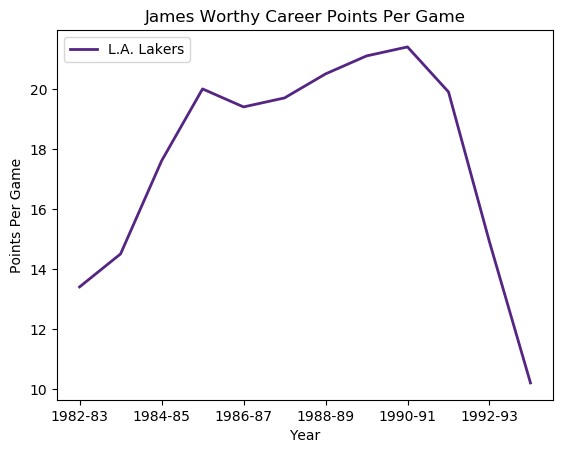 James Worthy Career Points Per Game
L.A. Lakers
Points Per Game
20
18
16
14
12
10
1982-83 1984-85 1986-87 1988-89 1990-91 1992-93
Year